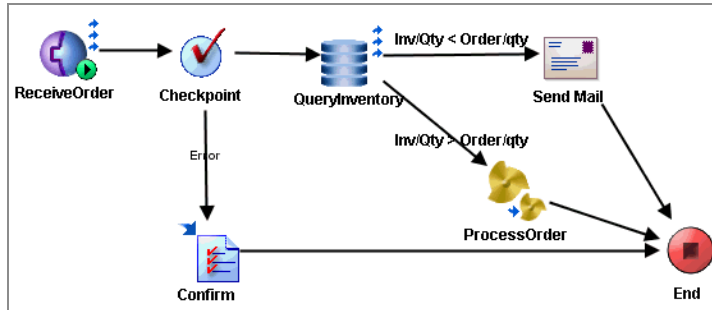 Inv/Qty < Order/qty
ReceiveOrder
Checkpoint
QueryInventory
Send Mail
Inv/Qty > Order/qty
Error
ProcessOrder
Confirm
End